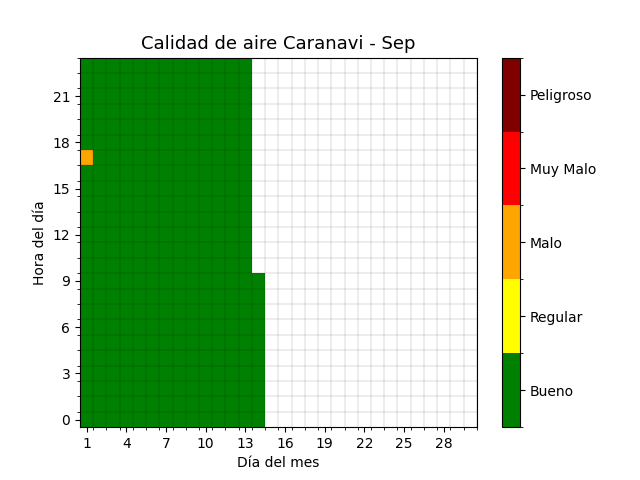 Calidad de aire Caranavi - Sep
Hora del día
21
18
15
12
9
6
3
0
1 4 7 10 13 16 19 22 25 28
Día del mes
Peligroso
Muy Malo
Malo
Regular
Bueno